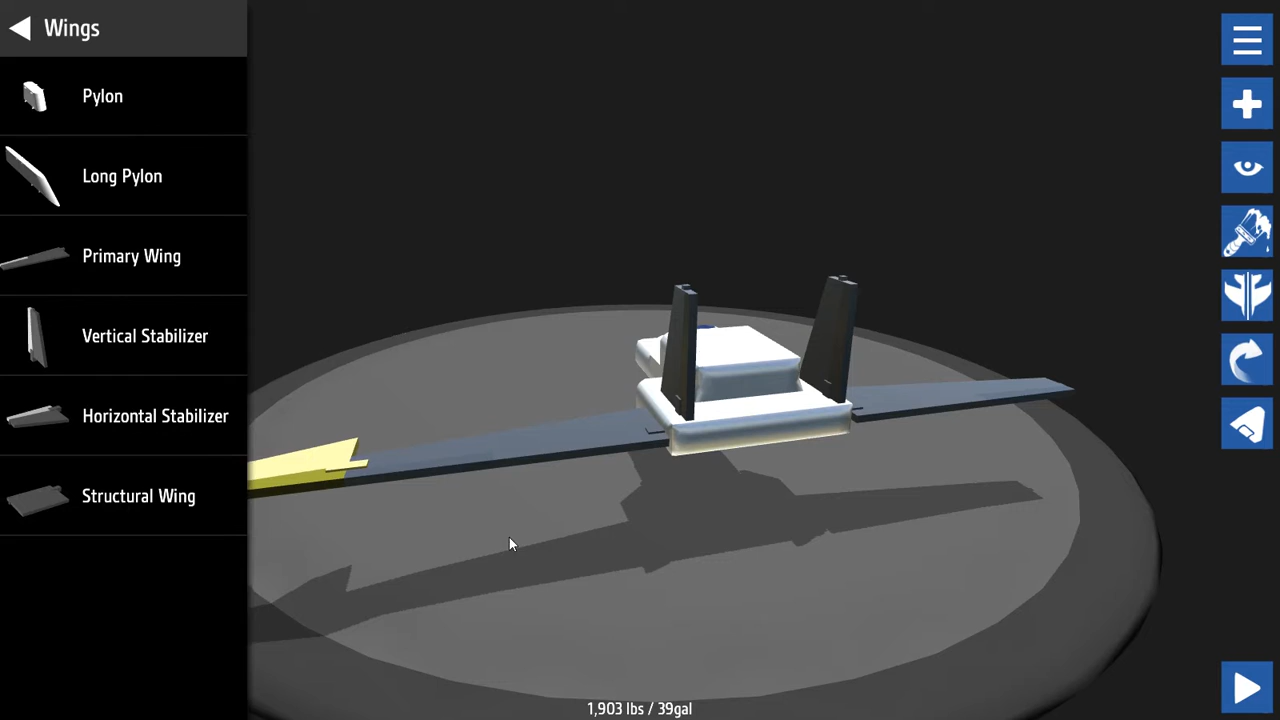 Wings
Pylon
Long Pylon
Primary Wing
Vertical Stabilizer
Horizontal Stabilizer
Structural Wing
1,903 lbs / 39gal